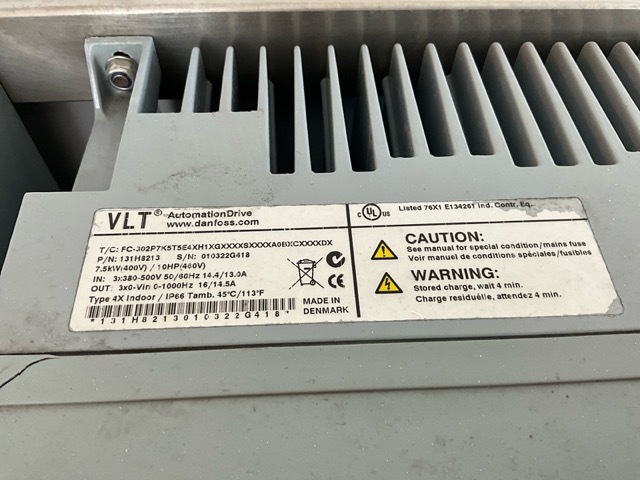 VLT® AutomationDrive
www.danfoss.com
T/C: FC-302P7K5T5E4XH1XGXXXXSXXXXA0BXCXXXXDX
P/N: 131H8213 S/N: 010322G418
7.5kW(400V) / 10HP(460V)
IN: 3x380-500V 50/60Hz 14.4/13.0A
OUT: 3x0-Vin 0-1000Hz 16/14.5A
Type 4X Indoor / IP66 Tamb. 45°C/113°F
*131H8213010322G418*
MADE IN
DENMARK
c UL US Listed 76X1 E134261 Ind. Contr. Eq.
CAUTION:
See manual for special condition/mains fuse
Voir manuel de conditions spéciales/fusibles
WARNING:
Stored charge, wait 4 min.
Charge residuélle, attendez 4 min.